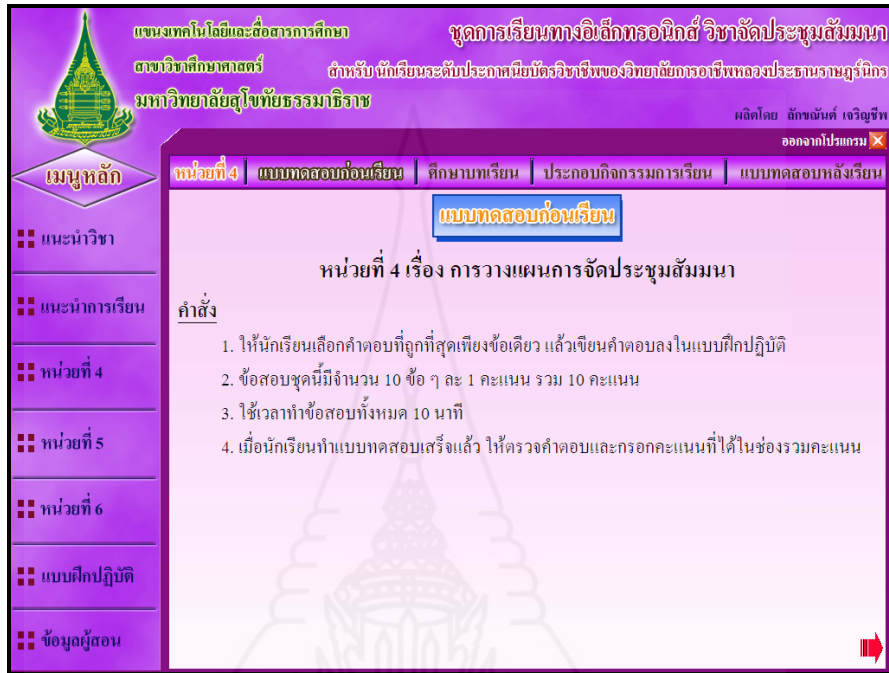 แขนงเทคโนโลยีและสื่อสารการศึกษา
สาขาวิชาศึกษาศาสตร์
มหาวิทยาลัยสุโขทัยธรรมาธิราช
ชุดการเรียนทางอิเล็กทรอนิกส์ วิชาจัดประชุมสัมมนา
สำหรับ นักเรียนระดับประกาศนียบัตรวิชาชีพของวิทยาลัยการอาชีพหลวงประธานราษฎร์นิกร
ผลิตโดย ลักขณันต์ เจริญชีพ
ออกจากโปรแกรม
หน่วยที่ 4 แบบทดสอบก่อนเรียน ศึกษาบทเรียน ประกอบกิจกรรมการเรียน แบบทดสอบหลังเรียน
เมนูหลัก
แนะนำวิชา
แนะนำการเรียน
หน่วยที่ 4
หน่วยที่ 5
หน่วยที่ 6
แบบฝึกปฏิบัติ
ข้อมูลผู้สอน
แบบทดสอบก่อนเรียน
หน่วยที่ 4 เรื่อง การวางแผนการจัดประชุมสัมมนา
คำสั่ง
1. ให้นักเรียนเลือกคำตอบที่ถูกที่สุดเพียงข้อเดียว แล้วเขียนคำตอบลงในแบบฝึกปฏิบัติ
2. ข้อสอบชุดนี้มีจำนวน 10 ข้อ ๆ ละ 1 คะแนน รวม 10 คะแนน
3. ใช้เวลาทำข้อสอบทั้งหมด 10 นาที
4. เมื่อนักเรียนทำแบบทดสอบเสร็จแล้ว ให้ตรวจคำตอบและกรอกคะแนนที่ได้ในช่องรวมคะแนน